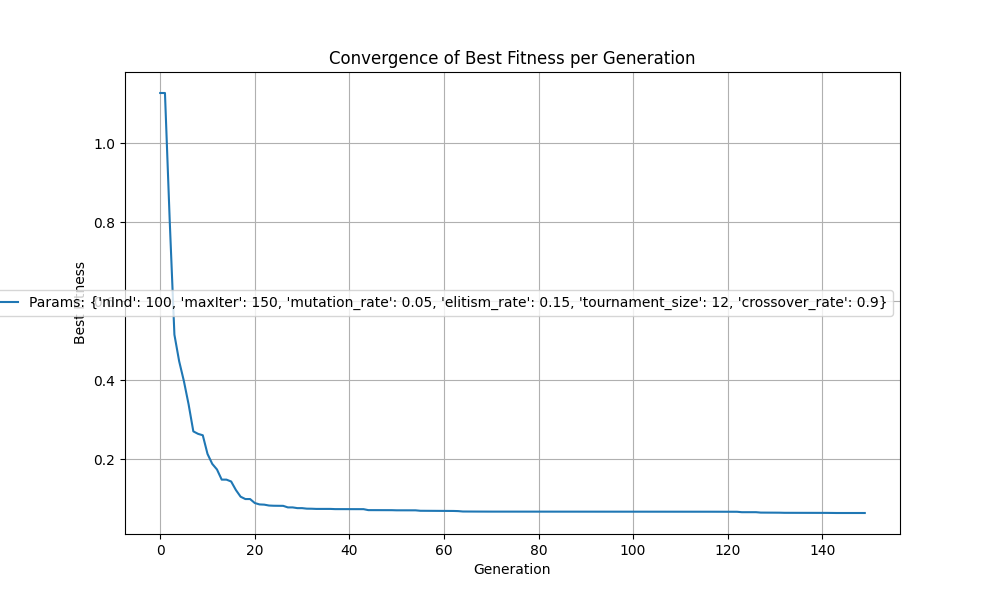 Convergence of Best Fitness per Generation
1.0
0.8
Params: {'nInd': 100, 'maxIter': 150, 'mutation_rate': 0.05, 'elitism_rate': 0.15, 'tournament_size': 12, 'crossover_rate': 0.9}
Best Fitness
0.4
0.2
0 20 40 60 80 100 120 140
Generation